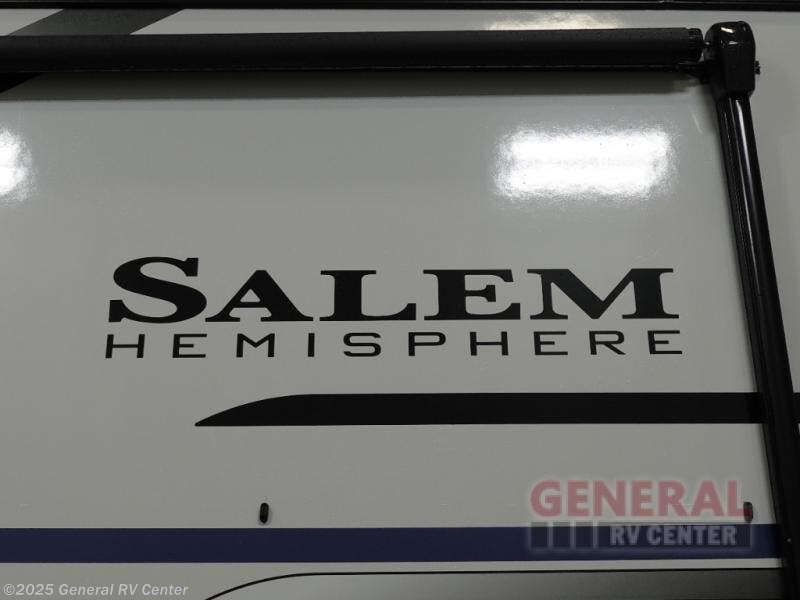 SALEM
HEMISPHERE
GENERAL
RV CENTER
©2025 General RV Center